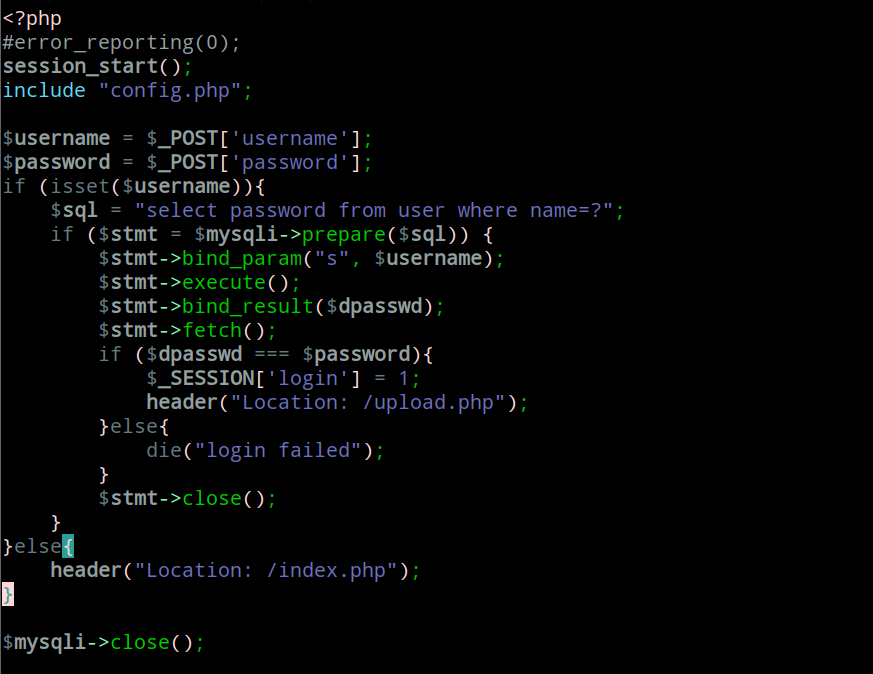 <?php
#error_reporting(0);
session_start();
include "config.php";

$username = $_POST['username'];
$password = $_POST['password'];
if (isset($username)){
    $sql = "select password from user where name=?";
    if ($stmt = $mysqli->prepare($sql)) {
        $stmt->bind_param("s", $username);
        $stmt->execute();
        $stmt->bind_result($dpasswd);
        $stmt->fetch();
        if ($dpasswd === $password){
            $_SESSION['login'] = 1;
            header("Location: /upload.php");
        }else{
            die("login failed");
        }
        $stmt->close();
    }
}else{
    header("Location: /index.php");
}

$mysqli->close();